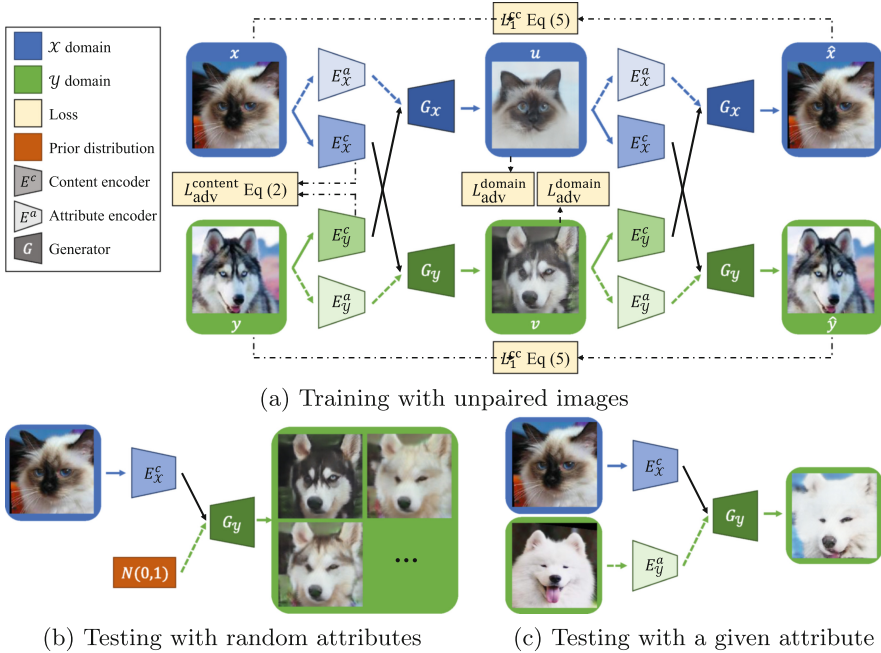 𝒳 domain
𝒴 domain
Loss
Prior distribution
E^c Content encoder
E^a Attribute encoder
G Generator
L_1^cc Eq (5)
x
E_𝒳^a
E_𝒳^c
G_𝒳
u
E_𝒳^a
E_𝒳^c
G_𝒳
x̂
L_adv^content Eq (2)
L_adv^domain
L_adv^domain
y
E_𝒴^c
E_𝒴^a
G_𝒴
v
E_𝒴^c
E_𝒴^a
G_𝒴
ŷ
L_1^cc Eq (5)
(a) Training with unpaired images
E_𝒳^c
G_𝒴
N(0,1)
...
(b) Testing with random attributes
E_𝒳^c
E_𝒴^a
G_𝒴
(c) Testing with a given attribute